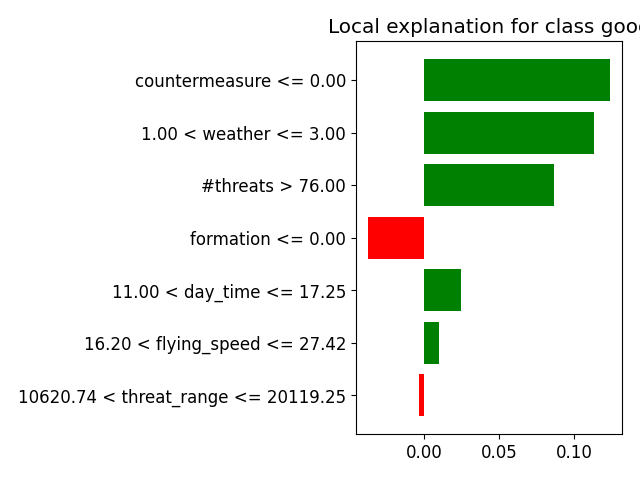 Local explanation for class goo
countermeasure <= 0.00
1.00 < weather <= 3.00
#threats > 76.00
formation <= 0.00
11.00 < day_time <= 17.25
16.20 < flying_speed <= 27.42
10620.74 < threat_range <= 20119.25
0.00 0.05 0.10